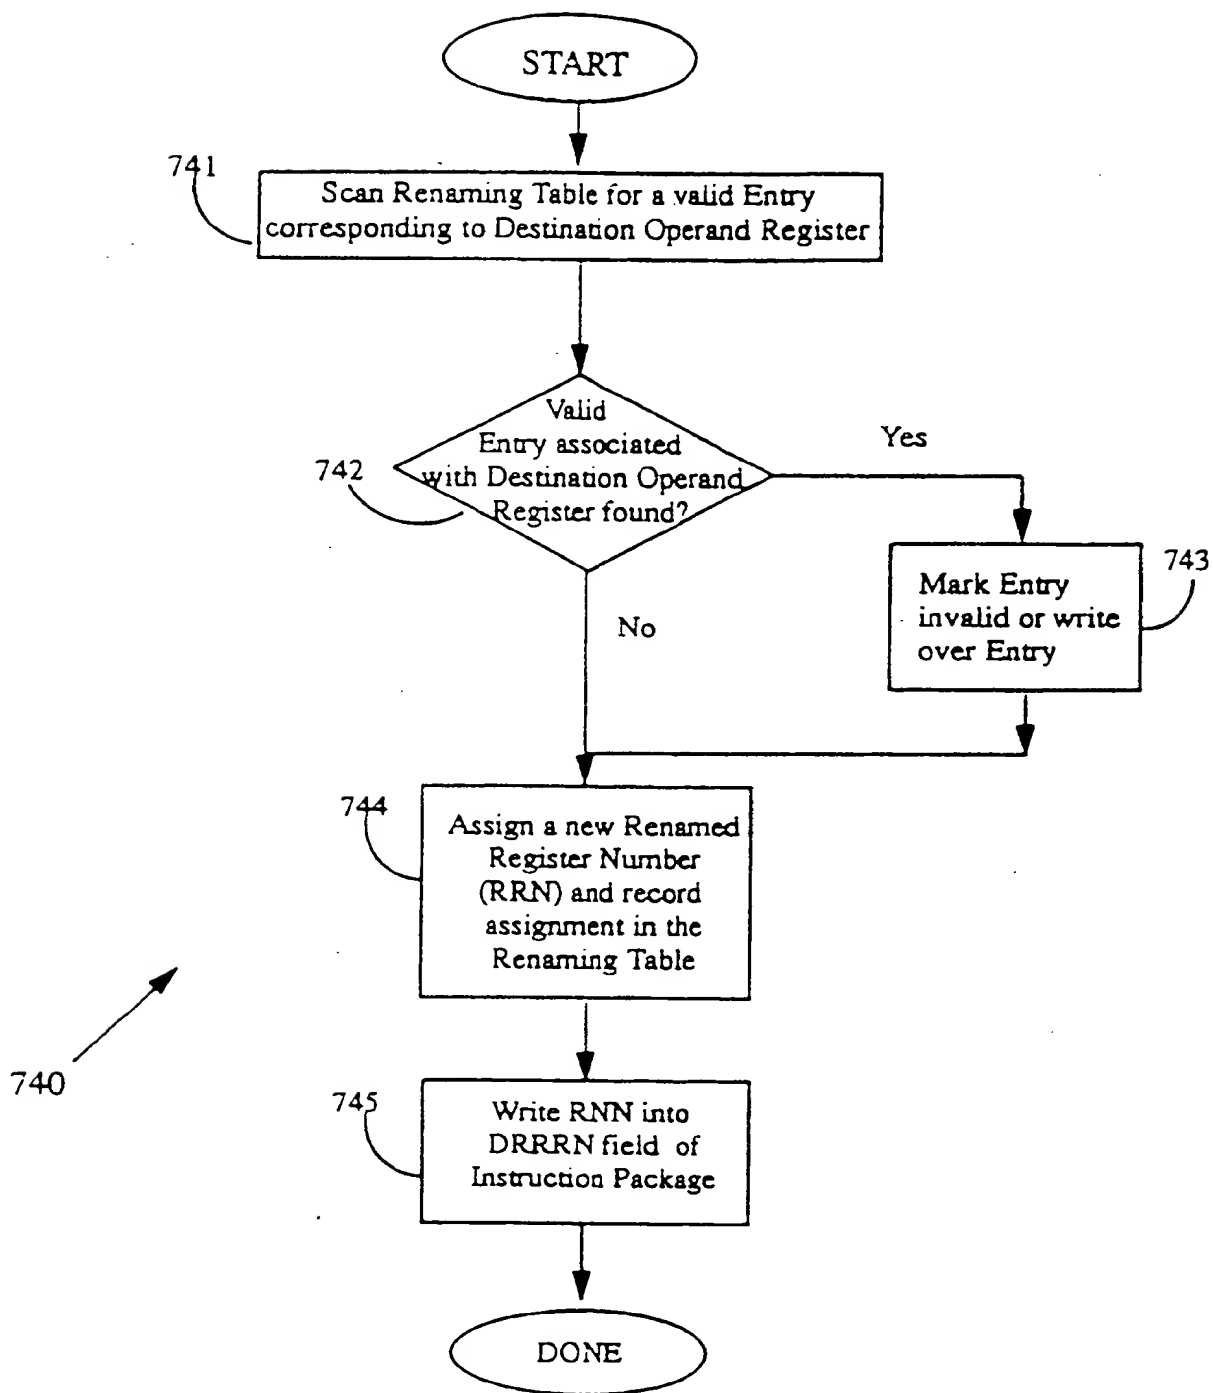 START
741
Scan Renaming Table for a valid Entry
corresponding to Destination Operand Register
Valid
Entry associated
with Destination Operand
Register found?
742
Yes
No
743
Mark Entry
invalid or write
over Entry
744
Assign a new Renamed
Register Number
(RRN) and record
assignment in the
Renaming Table
740
745
Write RNN into
DRRRN field of
Instruction Package
DONE